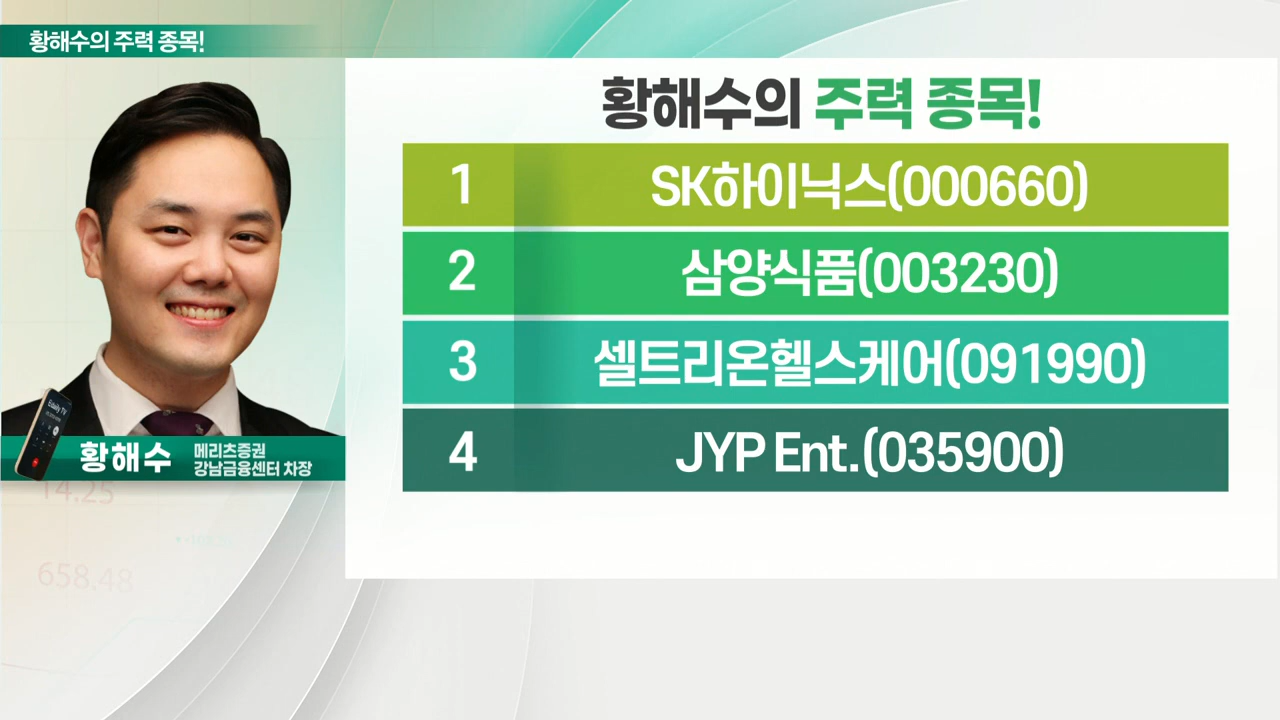 황해수의 주력 종목!
황해수의 주력 종목!
1 SK하이닉스(000660)
2 삼양식품(003230)
3 셀트리온헬스케어(091990)
4 JYP Ent.(035900)
Edaily TV
황해수 메리츠증권
강남금융센터 차장
14.25
658.48